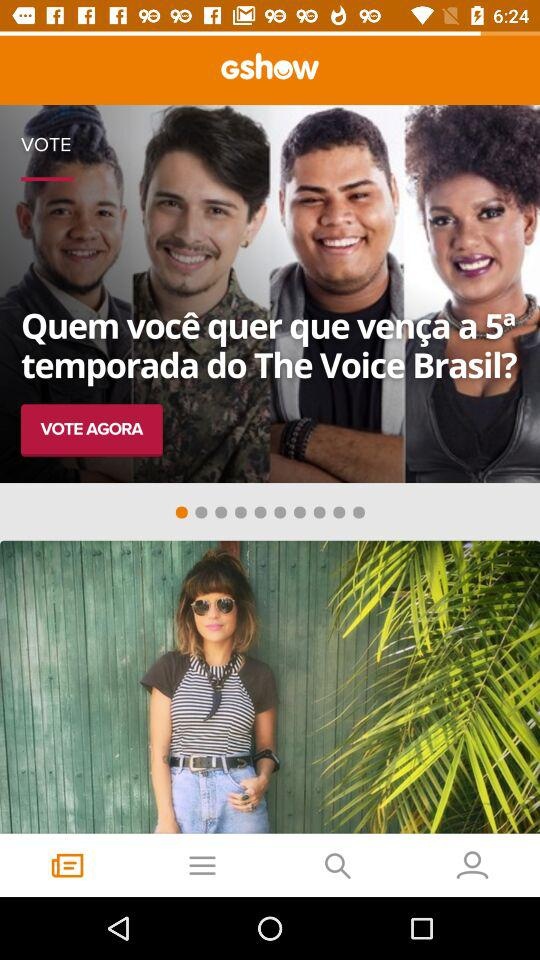 6:24
Gshow
VOTE
Quem você quer que vença a 5ª
temporada do The Voice Brasil?
VOTE AGORA